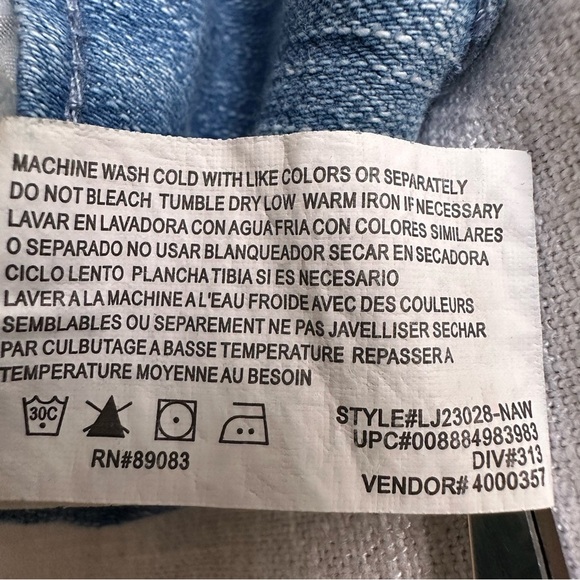 MACHINE WASH COLD WITH LIKE COLORS OR SEPARATELY
DO NOT BLEACH TUMBLE DRY LOW WARM IRON IF NECESSARY
LAVAR EN LAVADORA CON AGUA FRIA CON COLORES SIMILARES
O SEPARADO NO USAR BLANQUEADOR SECAR EN SECADORA
CICLO LENTO PLANCHA TIBIA SI ES NECESARIO
LAVER A LA MACHINE A L'EAU FROIDE AVEC DES COULEURS
SEMBLABLES OU SEPAREMENT NE PAS JAVELLISER SECHAR
PAR CULBUTAGE A BASSE TEMPERATURE REPASSER A
TEMPERATURE MOYENNE AU BESOIN
30C
RN#89083
STYLE#LJ23028-NAW
UPC#008884983983
DIV#313
VENDOR# 4000357